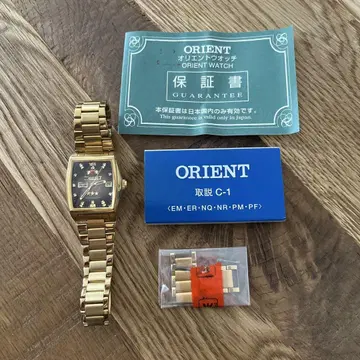 ORIENT
オリエントウオッチ
ORIENT WATCH
保証書
GUARANTEE
本保証書は日本国内のみ有効です。
This guarantee is valid only in Japan.
ORIENT
ORIENT
取説 C-1
〈EM・ER・NQ・NR・PM・PF〉